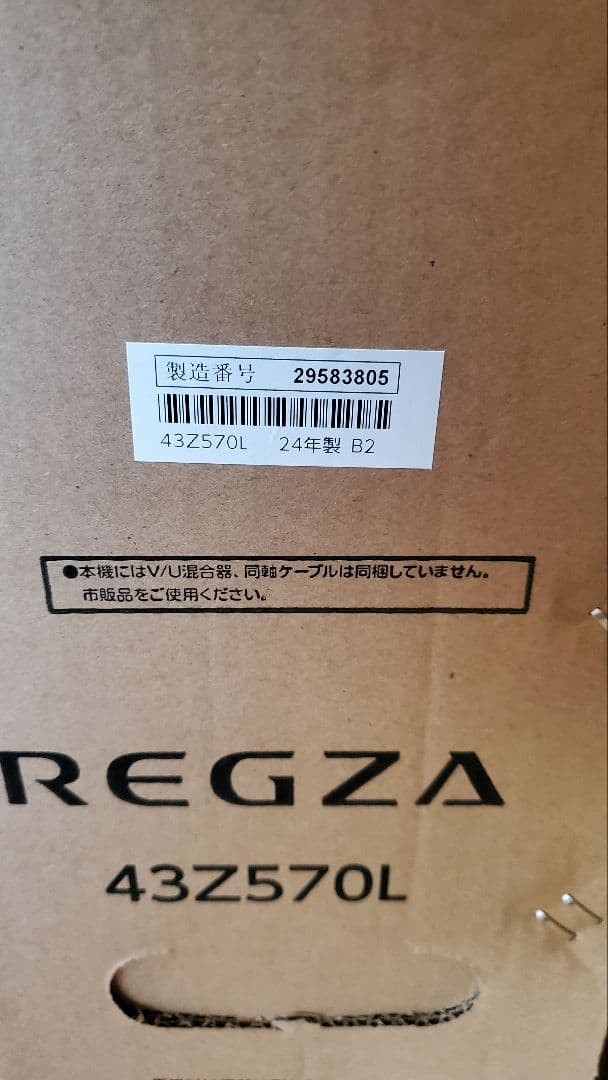 製造番号 29583805
43Z570L 24年製 B2
●本機にはV/U混合器、同軸ケーブルは同梱していません。
市販品をご使用ください。
REGZA
43Z570L